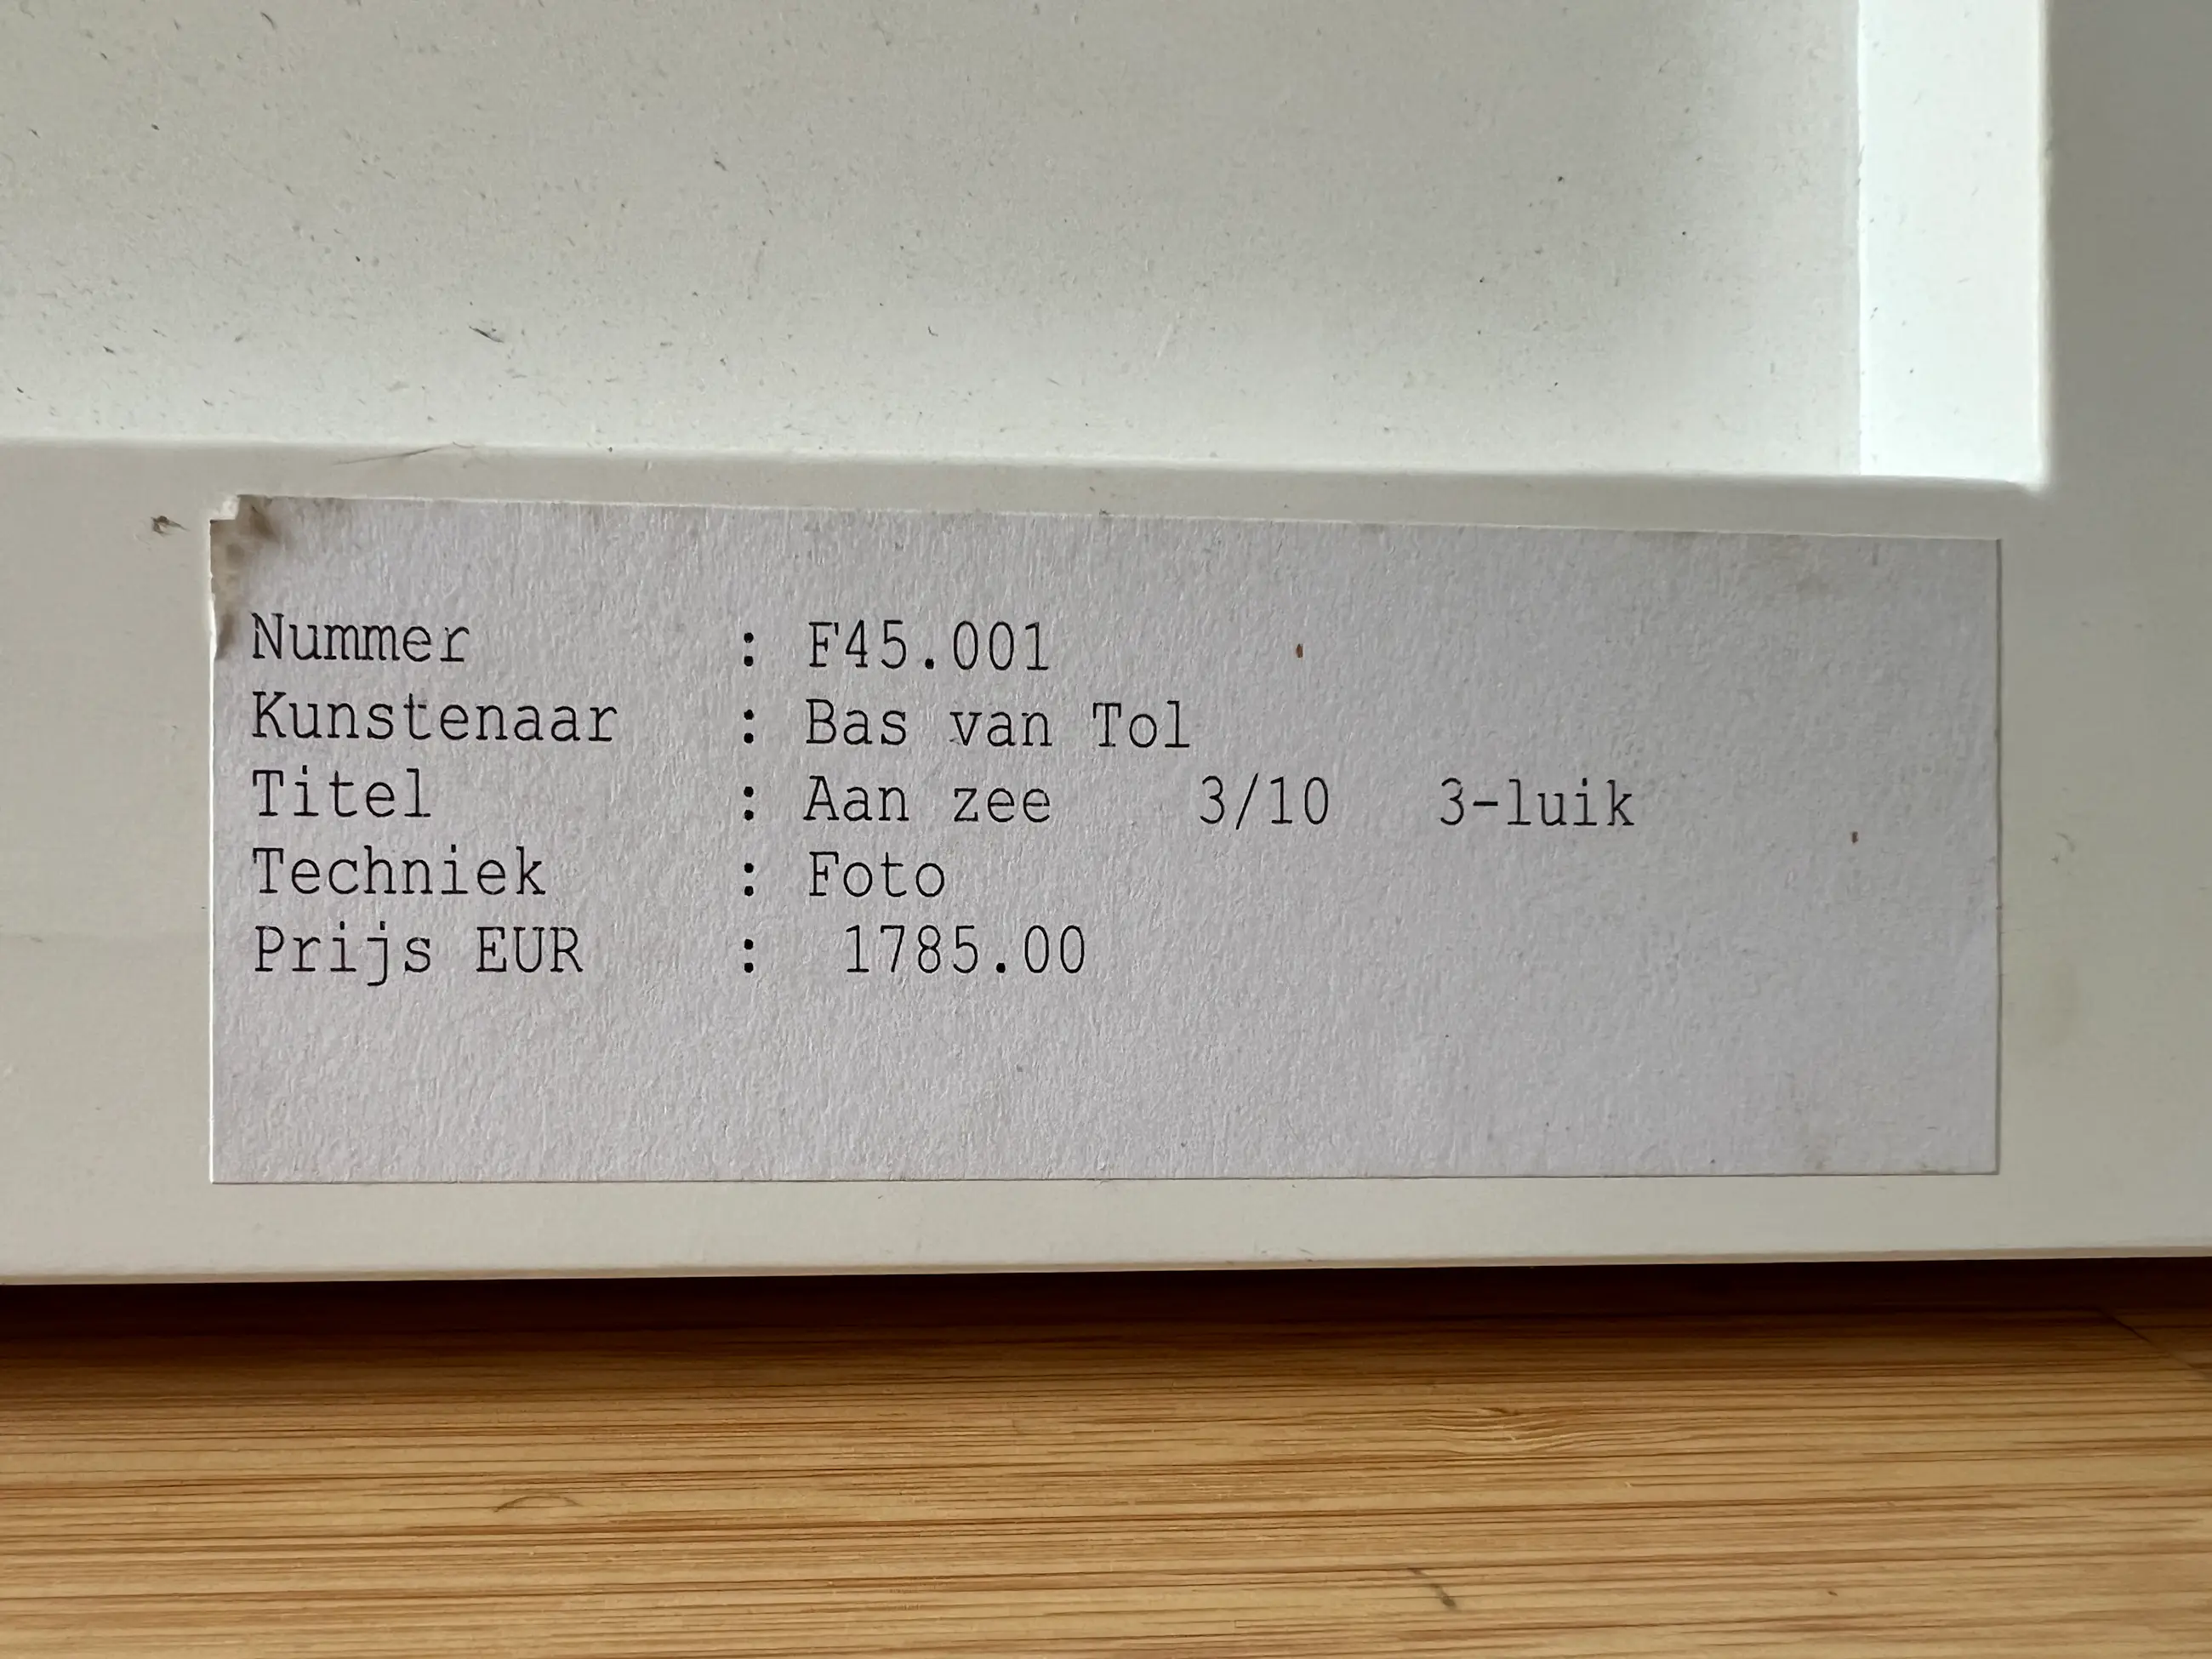 Nummer : F45.001
Kunstenaar : Bas van Tol
Titel : Aan zee 3/10 3-luik
Techniek : Foto
Prijs EUR : 1785.00